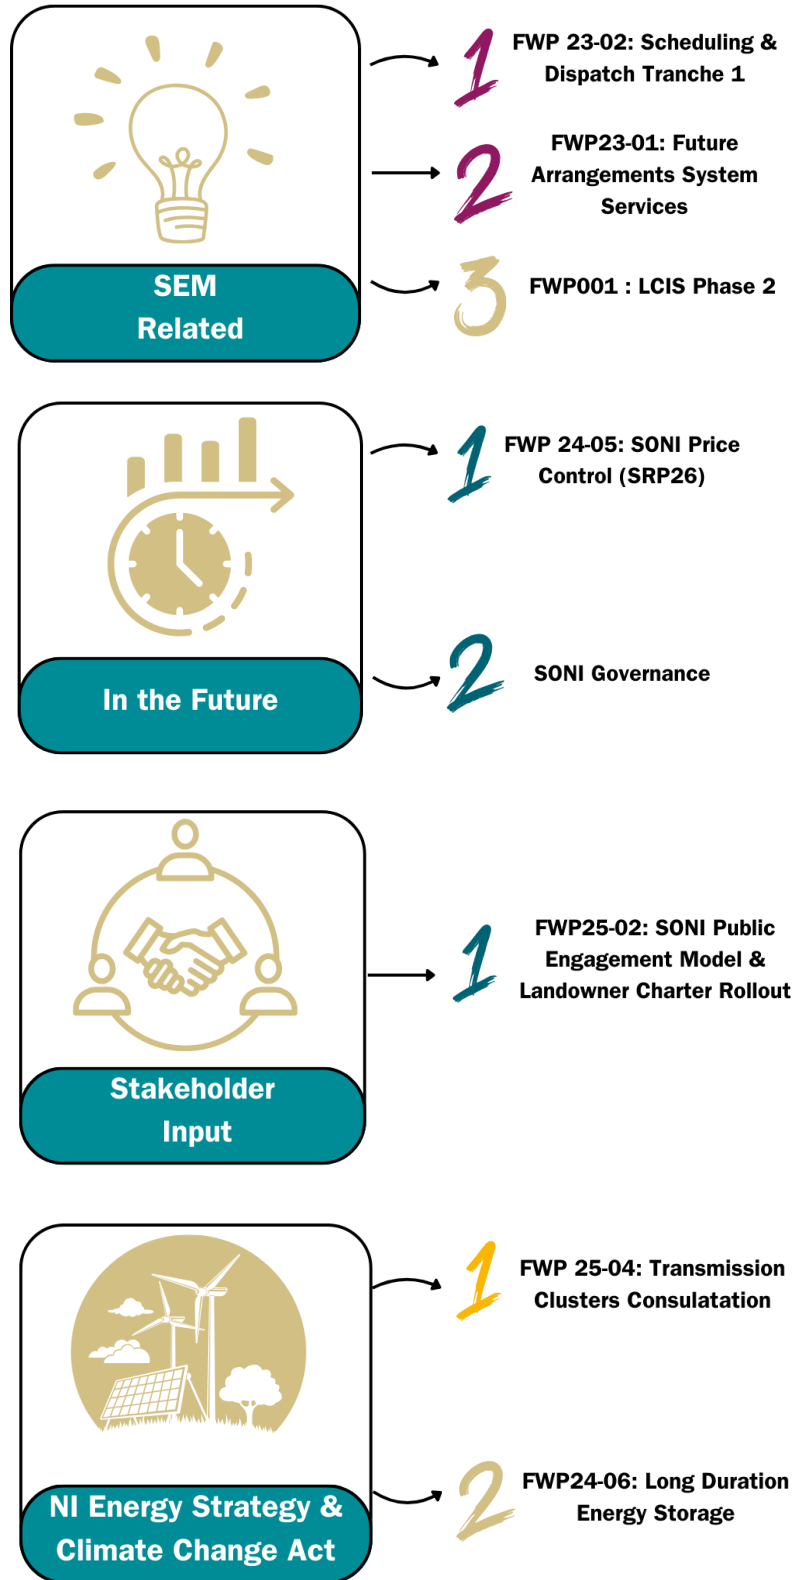 SEM
Related
1
FWP 23-02: Scheduling &
Dispatch Tranche 1
2
FWP23-01: Future
Arrangements System
Services
3
FWP001 : LCIS Phase 2
In the Future
1
FWP 24-05: SONI Price
Control (SRP26)
2
SONI Governance
Stakeholder
Input
1
FWP25-02: SONI Public
Engagement Model &
Landowner Charter Rollout
NI Energy Strategy &
Climate Change Act
1
FWP 25-04: Transmission
Clusters Consulatation
2
FWP24-06: Long Duration
Energy Storage